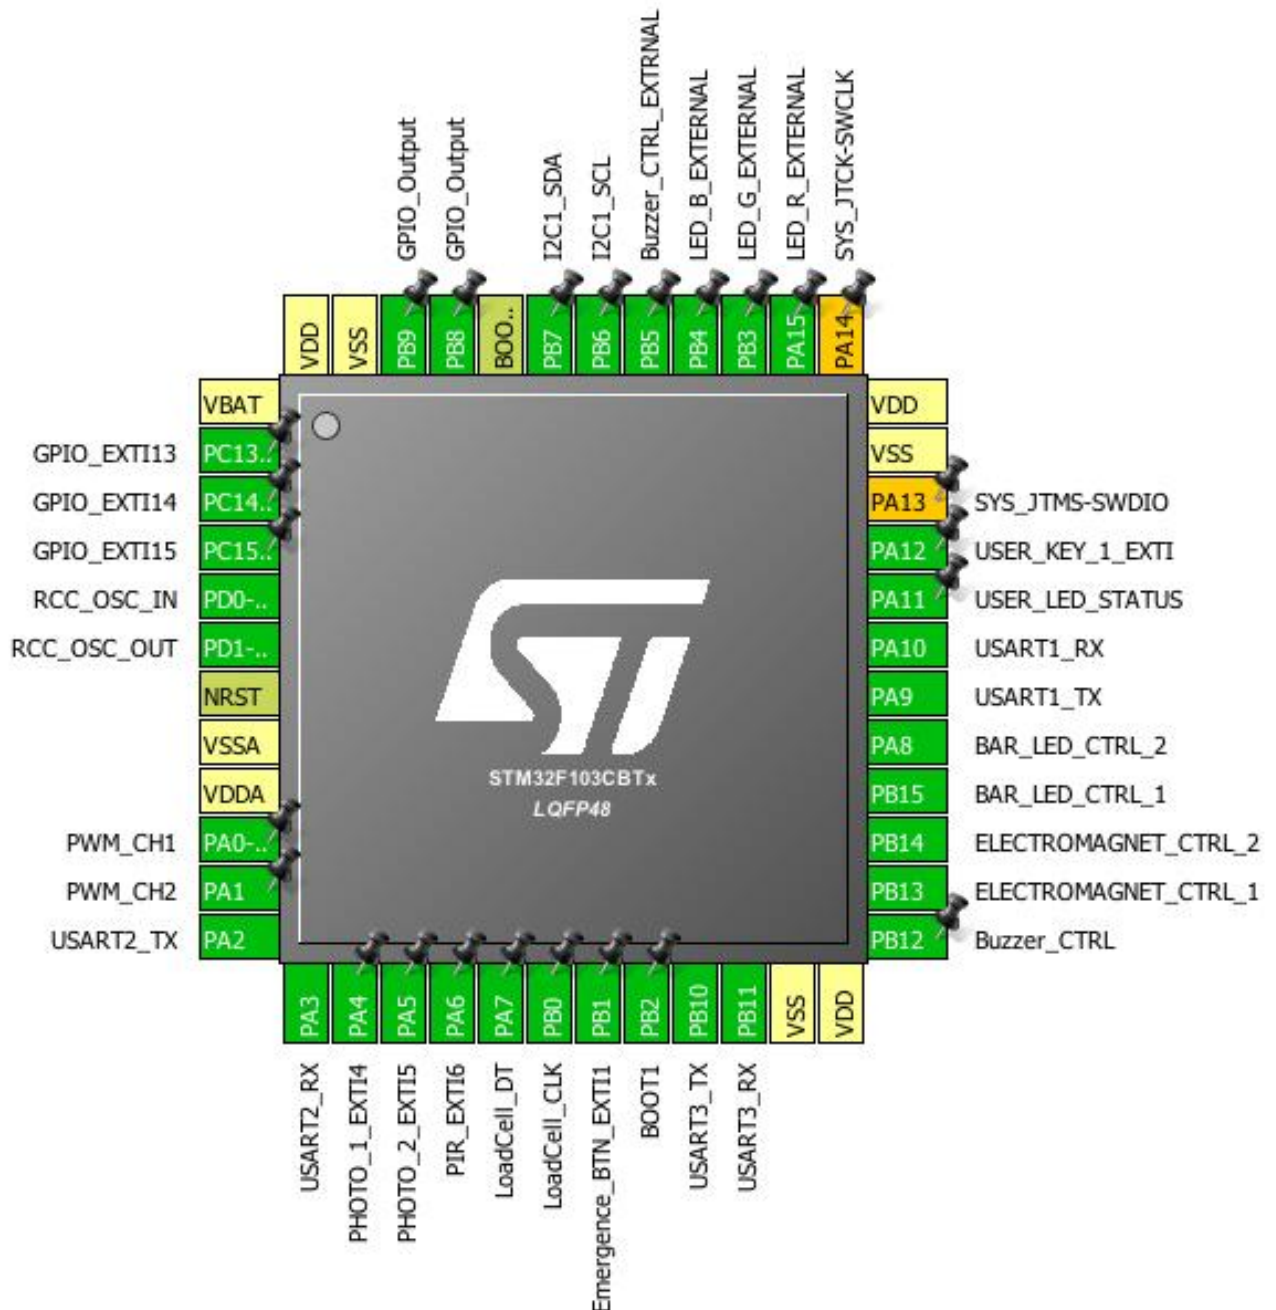 GPIO_Output
GPIO_Output
I2C1_SDA
I2C1_SCL
Buzzer_CTRL_EXTRNAL
LED_B_EXTERNAL
LED_G_EXTERNAL
LED_R_EXTERNAL
SYS_JTCK-SWCLK
VDD
VSS
PB9
PB8
BOO..
PB7
PB6
PB5
PB4
PB3
PA15
PA14
VBAT
GPIO_EXTI13 PC13..
GPIO_EXTI14 PC14..
GPIO_EXTI15 PC15..
RCC_OSC_IN PD0-..
RCC_OSC_OUT PD1-..
NRST
VSSA
VDDA
PWM_CH1 PA0-..
PWM_CH2 PA1
USART2_TX PA2
ST
STM32F103CBTx
LQFP48
VDD
VSS
PA13 SYS_JTMS-SWDIO
PA12 USER_KEY_1_EXTI
PA11 USER_LED_STATUS
PA10 USART1_RX
PA9 USART1_TX
PA8 BAR_LED_CTRL_2
PB15 BAR_LED_CTRL_1
PB14 ELECTROMAGNET_CTRL_2
PB13 ELECTROMAGNET_CTRL_1
PB12 Buzzer_CTRL
PA3
PA4
PA5
PA6
PA7
PB0
PB1
PB2
PB10
PB11
VSS
VDD
USART2_RX
PHOTO_1_EXTI4
PHOTO_2_EXTI5
PIR_EXTI6
LoadCell_DT
LoadCell_CLK
Emergence_BTN_EXTI1
BOOT1
USART3_TX
USART3_RX